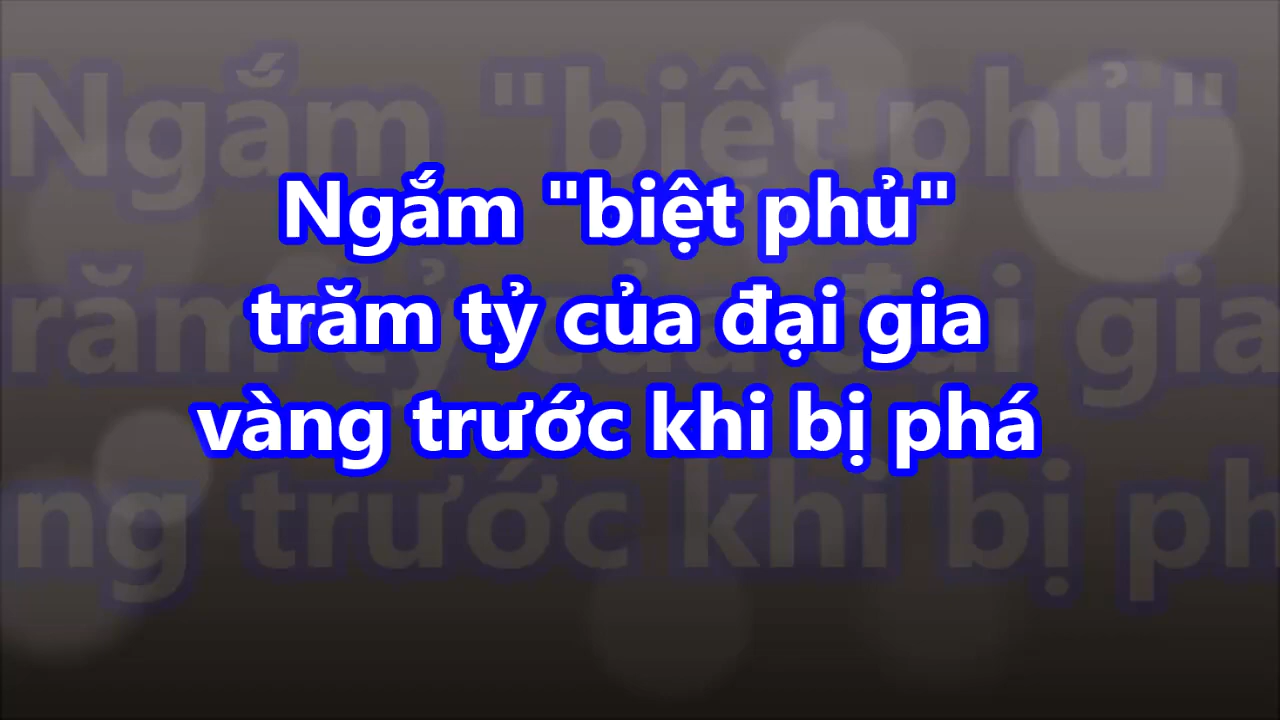 Ngắm "biệt phủ"
trăm tỷ của đại gia
vàng trước khi bị phá